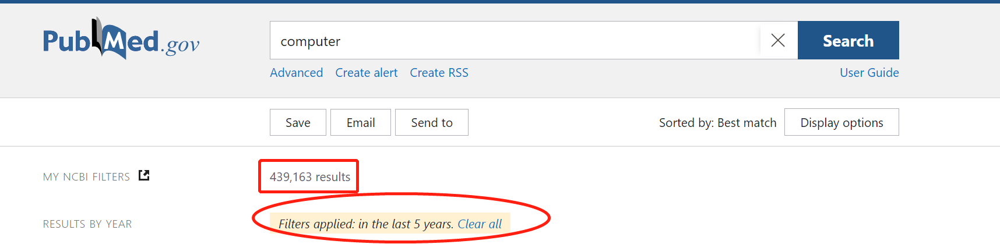 PubMed.gov
computer
Search
Advanced Create alert Create RSS
User Guide
Save Email Send to
Sorted by: Best match Display options
MY NCBI FILTERS
439,163 results
RESULTS BY YEAR
Filters applied: in the last 5 years. Clear all